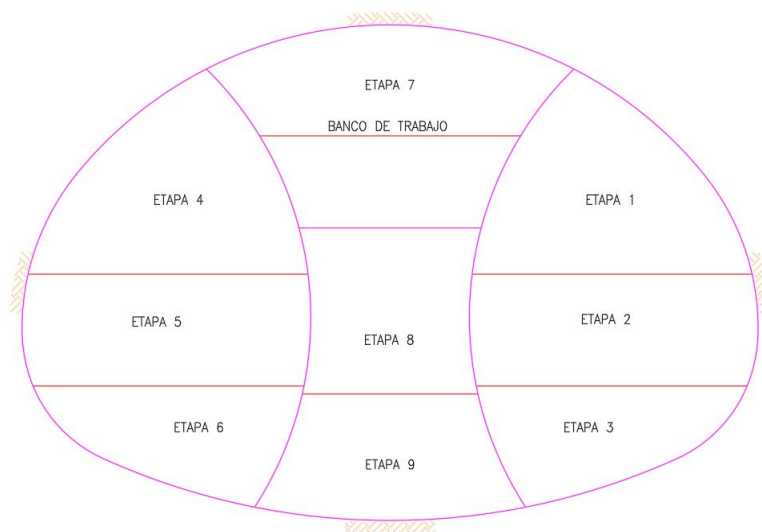 ETAPA 7
BANCO DE TRABAJO
ETAPA 4
ETAPA 1
ETAPA 5
ETAPA 2
ETAPA 8
ETAPA 6
ETAPA 3
ETAPA 9